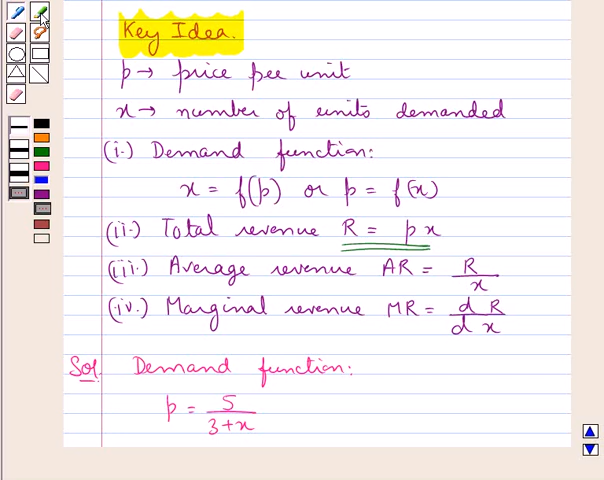 Key Idea.
p → price per unit
x → number of units demanded
(i.) Demand function:
x = f(p) or p = f(x)
(ii.) Total revenue R = px
(iii.) Average revenue AR = R/x
(iv.) Marginal revenue MR = dR/dx
Sol. Demand function:
p = 5/(3+x)